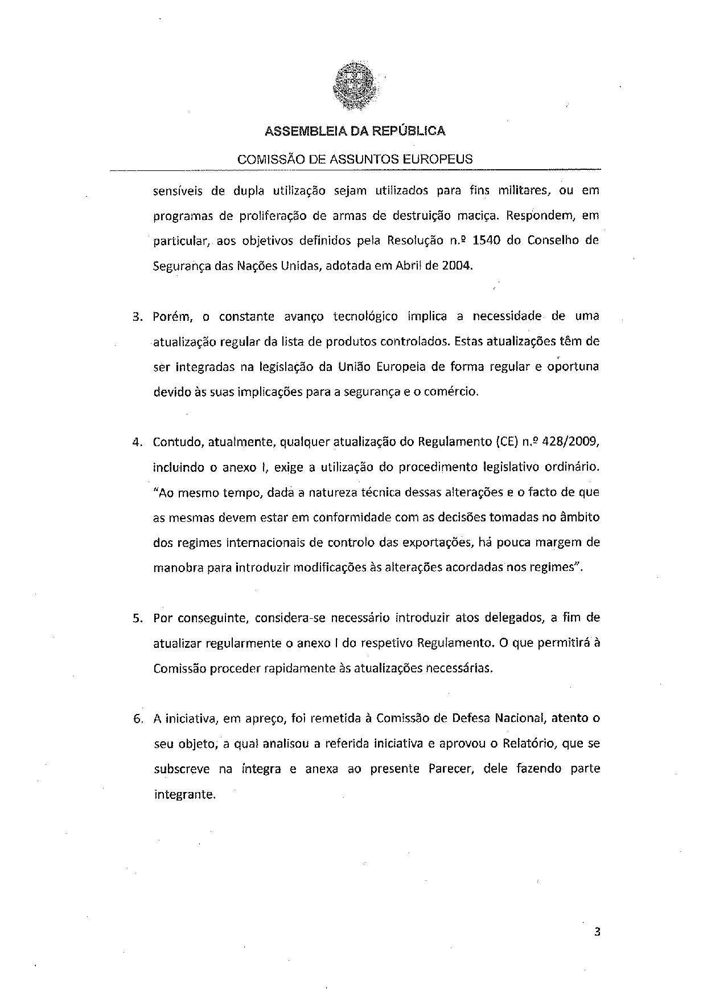 ASSEMBLEIA DA REPÚBLICA
COMISSÃO DE ASSUNTOS EUROPEUS
sensíveis de dupla utilização sejam utilizados para fins militares, ou em
programas de proliferação de armas de destruição maciça. Respondem, em
particular, aos objetivos definidos pela Resolução n.º 1540 do Conselho de
Segurança das Nações Unidas, adotada em Abril de 2004.
3. Porém, o constante avanço tecnológico implica a necessidade de uma
atualização regular da lista de produtos controlados. Estas atualizações têm de
ser integradas na legislação da União Europeia de forma regular e oportuna
devido às suas implicações para a segurança e o comércio.
4. Contudo, atualmente, qualquer atualização do Regulamento (CE) n.º 428/2009,
incluindo o anexo I, exige a utilização do procedimento legislativo ordinário.
"Ao mesmo tempo, dada a natureza técnica dessas alterações e o facto de que
as mesmas devem estar em conformidade com as decisões tomadas no âmbito
dos regimes internacionais de controlo das exportações, há pouca margem de
manobra para introduzir modificações às alterações acordadas nos regimes".
5. Por conseguinte, considera-se necessário introduzir atos delegados, a fim de
atualizar regularmente o anexo I do respetivo Regulamento. O que permitirá à
Comissão proceder rapidamente às atualizações necessárias.
6. A iniciativa, em apreço, foi remetida à Comissão de Defesa Nacional, atento o
seu objeto, a qual analisou a referida iniciativa e aprovou o Relatório, que se
subscreve na íntegra e anexa ao presente Parecer, dele fazendo parte
integrante.
3